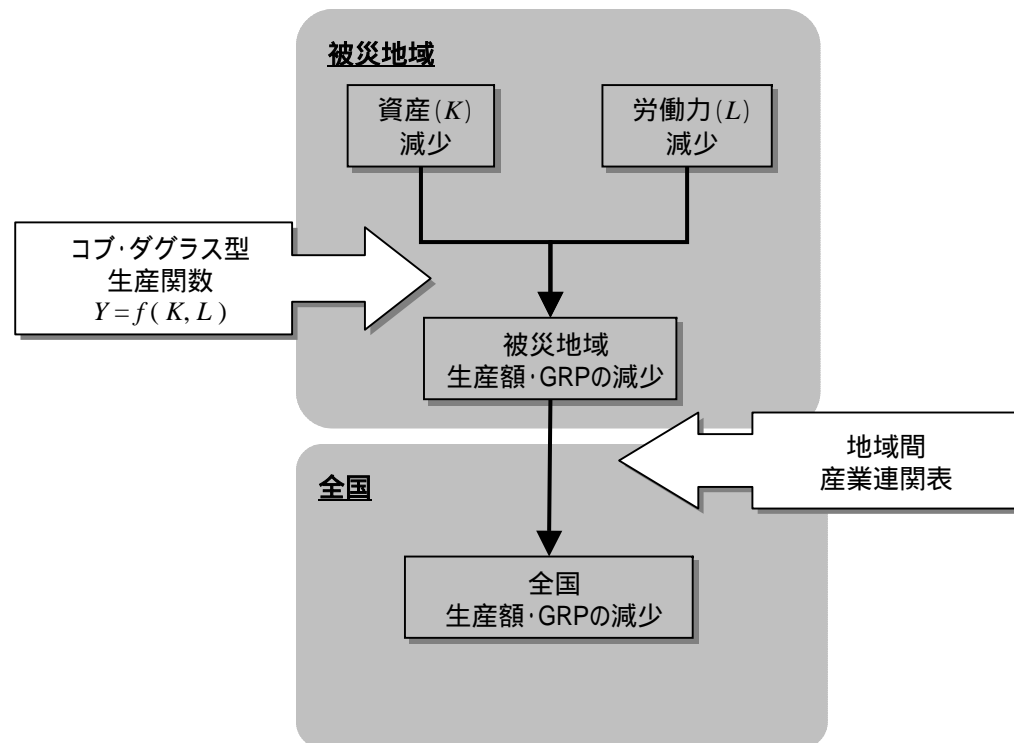 被災地域
資産(K)
減少
労働力(L)
減少
コブ・ダグラス型
生産関数
Y=f(K,L)
被災地域
生産額・GRPの減少
地域間
産業連関表
全国
全国
生産額・GRPの減少